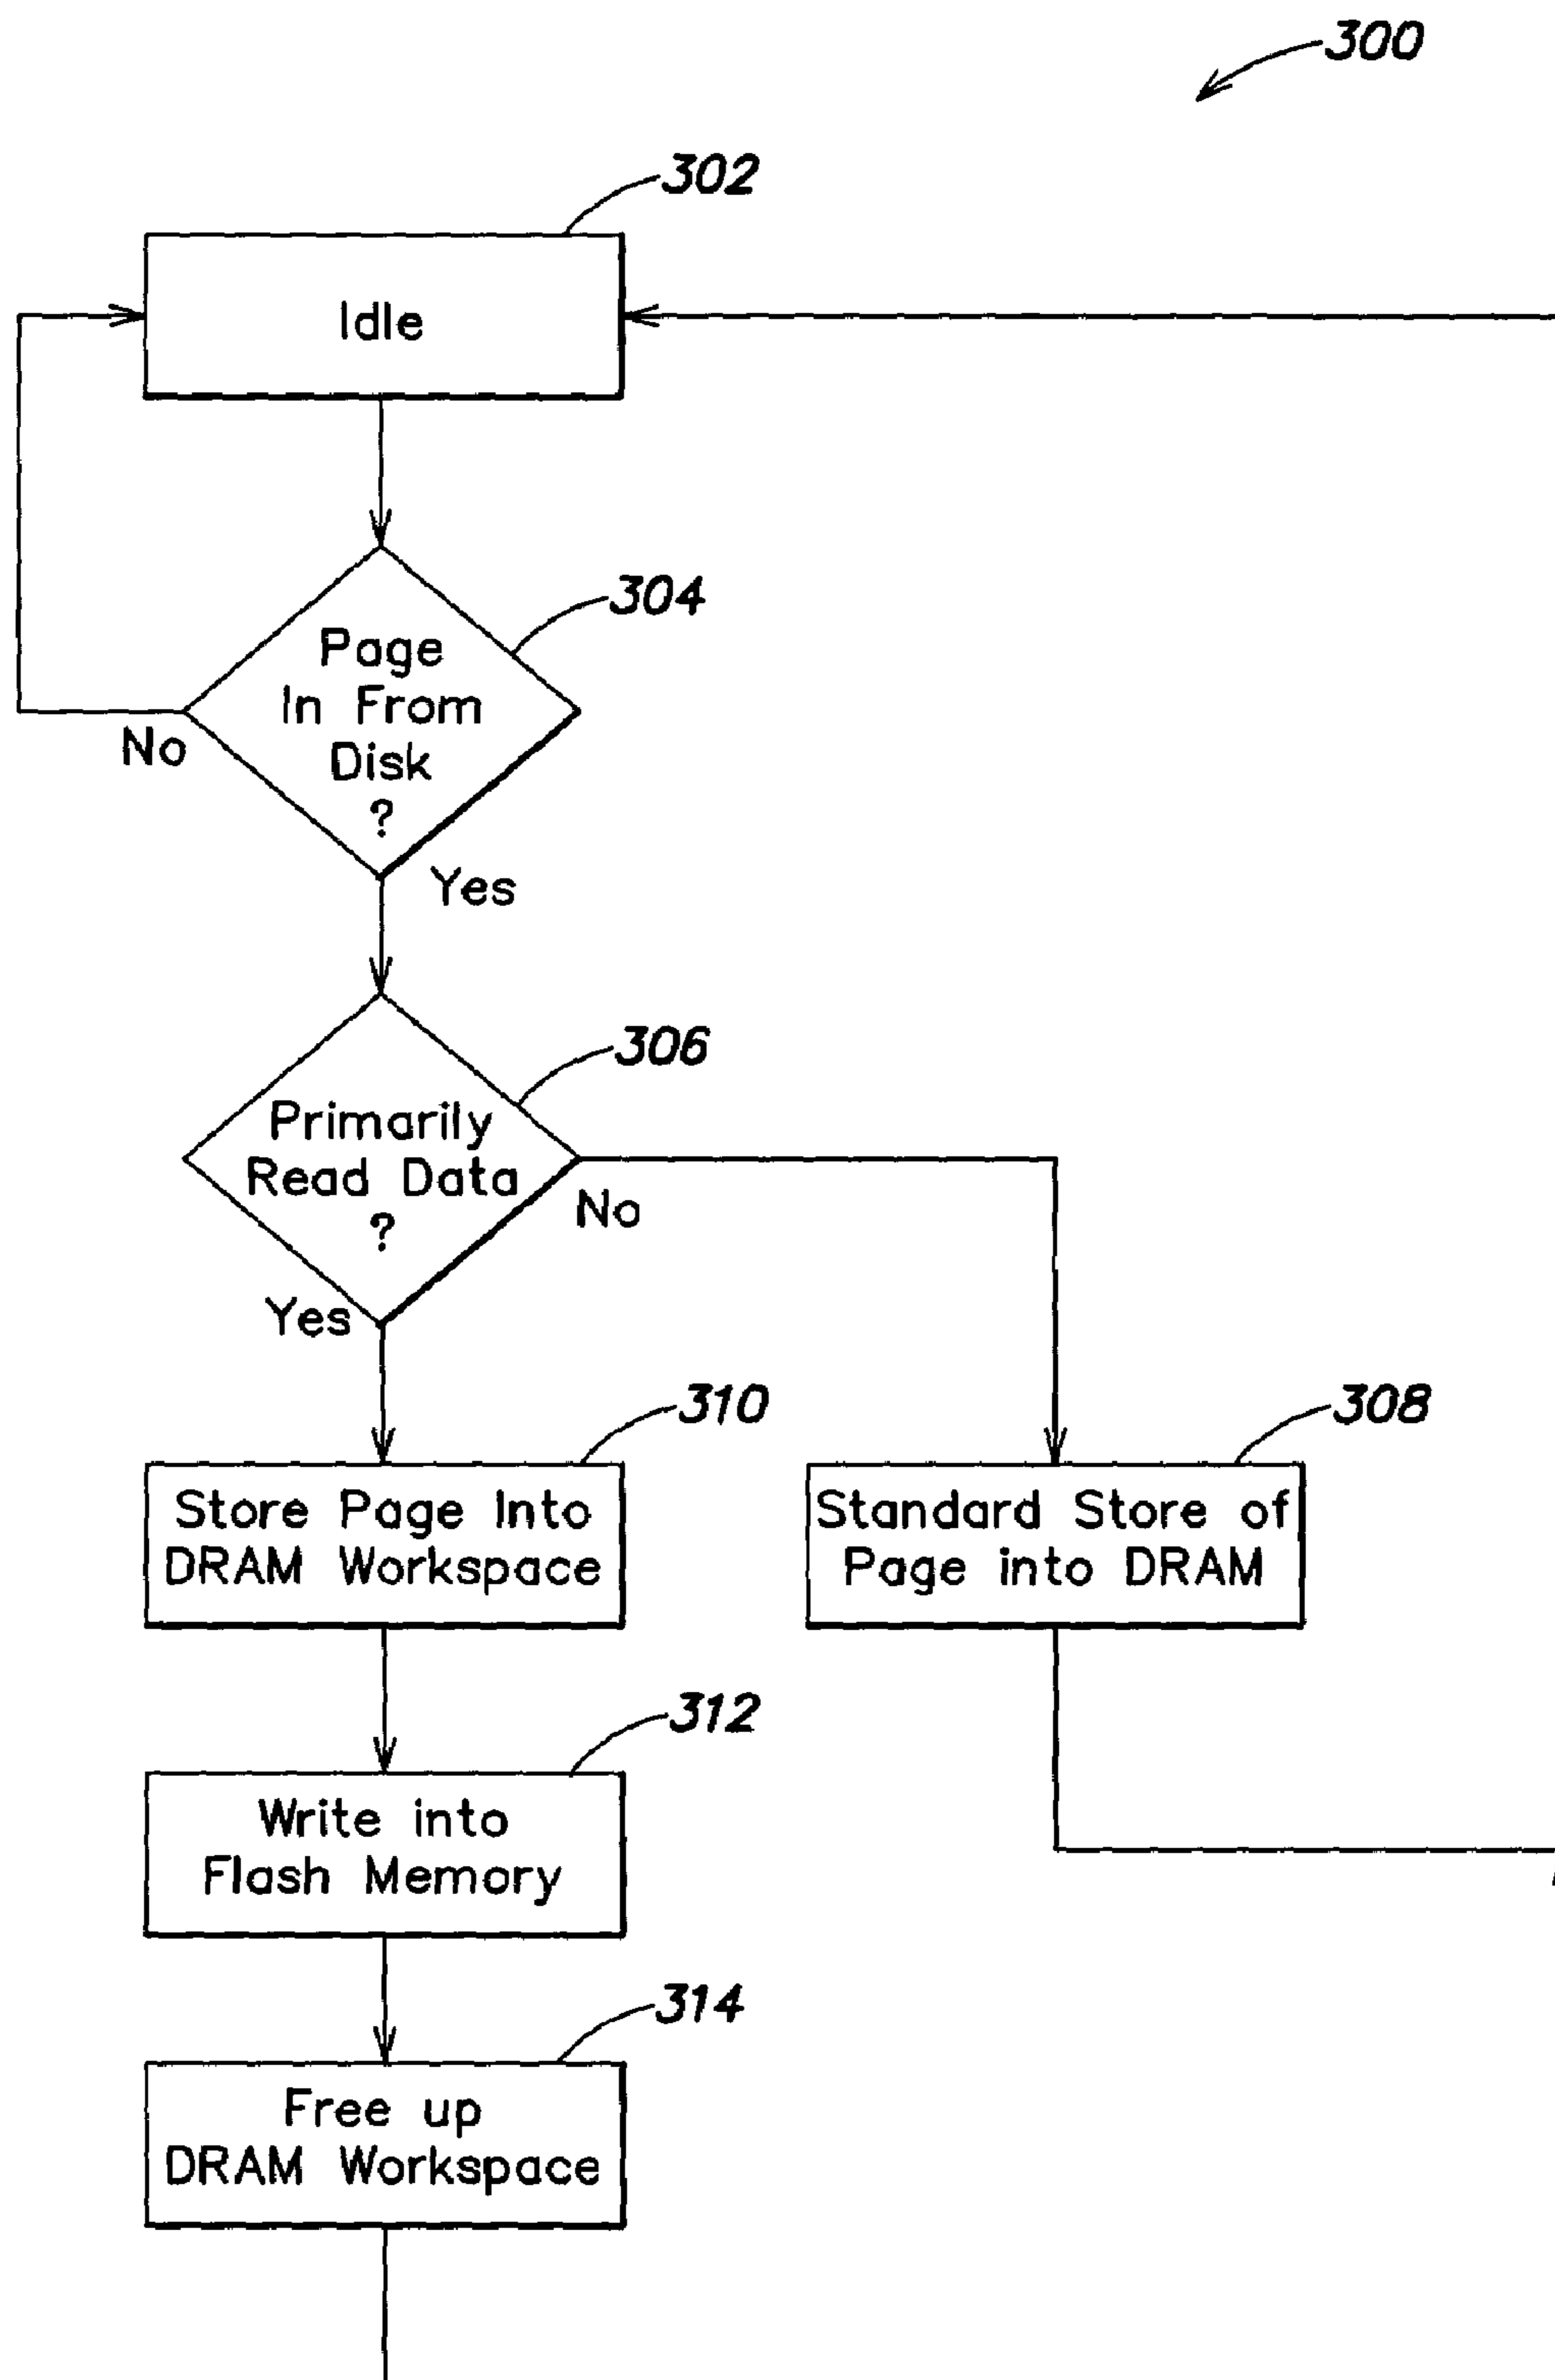 300
302
Idle
304
Page
In From
Disk
?
No
Yes
306
Primarily
Read Data
?
No
Yes
310
Store Page Into
DRAM Workspace
308
Standard Store of
Page into DRAM
312
Write into
Flash Memory
314
Free up
DRAM Workspace